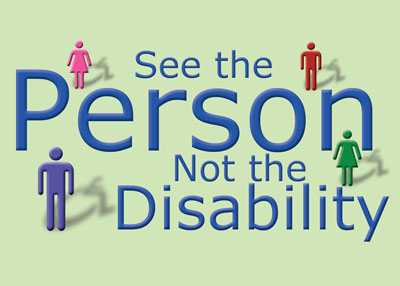 See the
Person
Not the
Disability